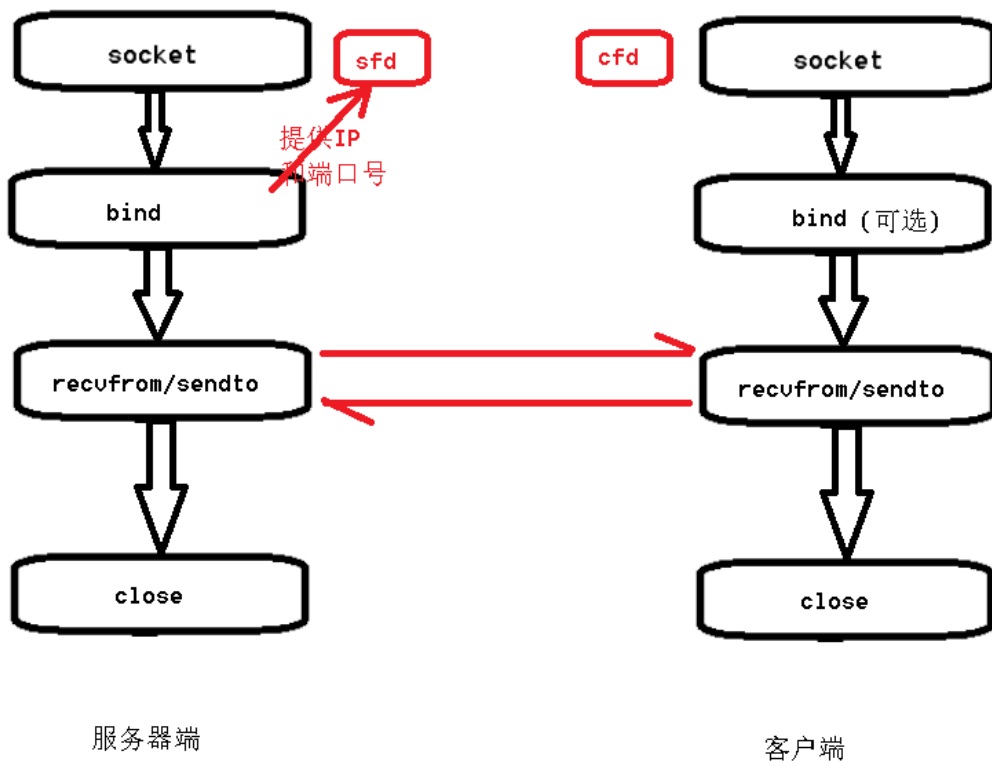 socket
sfd
cfd
socket
提供IP
和端口号
bind
bind (可选)
recvfrom/sendto
recvfrom/sendto
close
close
服务器端
客户端